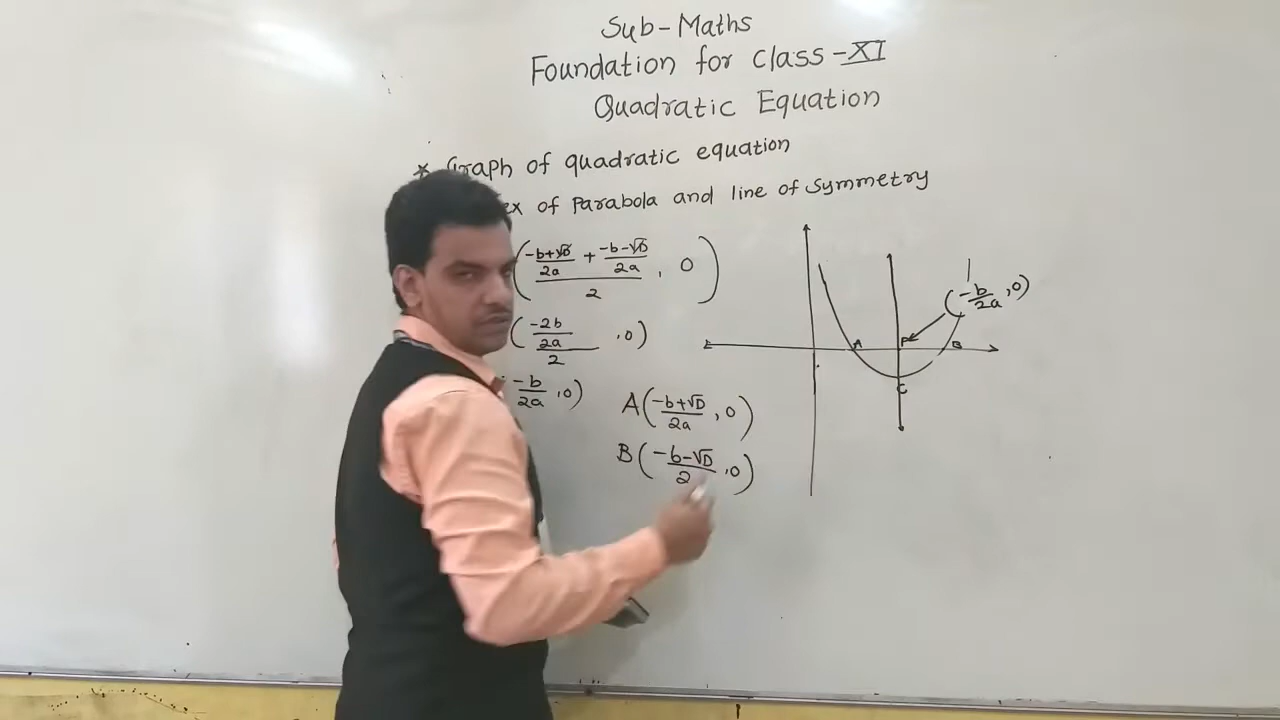 Sub-Maths
Foundation for class-XI
Quadratic Equation
* Graph of quadratic equation
of Parabola and line of symmetry
((-b+√D)/2a + (-b-√D)/2a)/2, 0)
(-2b/2a)/2, 0)
-b/2a, 0)
A((-b+√D)/2a, 0)
B((-b-√D)/2, 0)
(-b/2a, 0)
A P B
C